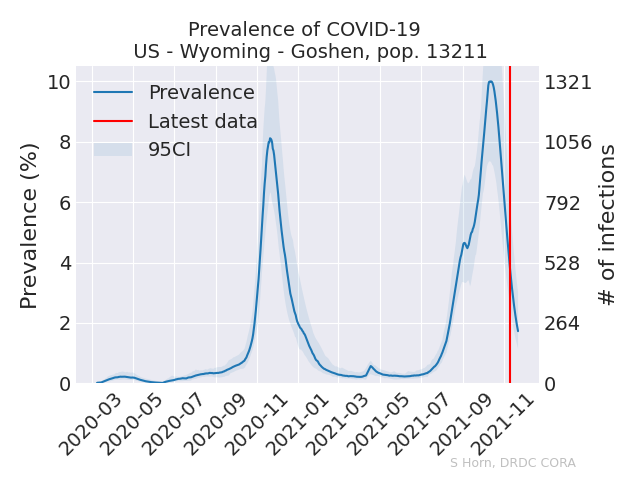 Prevalence of COVID-19
US - Wyoming - Goshen, pop. 13211
Prevalence (%)
10
8
6
4
2
0
Prevalence
Latest data
95CI
1321
1056
792
528
264
0
# of infections
2020-03
2020-05
2020-07
2020-09
2020-11
2021-01
2021-03
2021-05
2021-07
2021-09
2021-11
S Horn, DRDC CORA